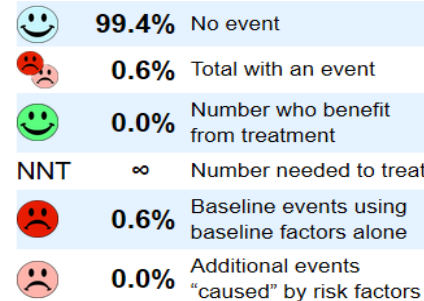 99.4% No event
0.6% Total with an event
0.0% Number who benefit
from treatment
NNT ∞ Number needed to treat
0.6% Baseline events using
baseline factors alone
0.0% Additional events
“caused” by risk factors